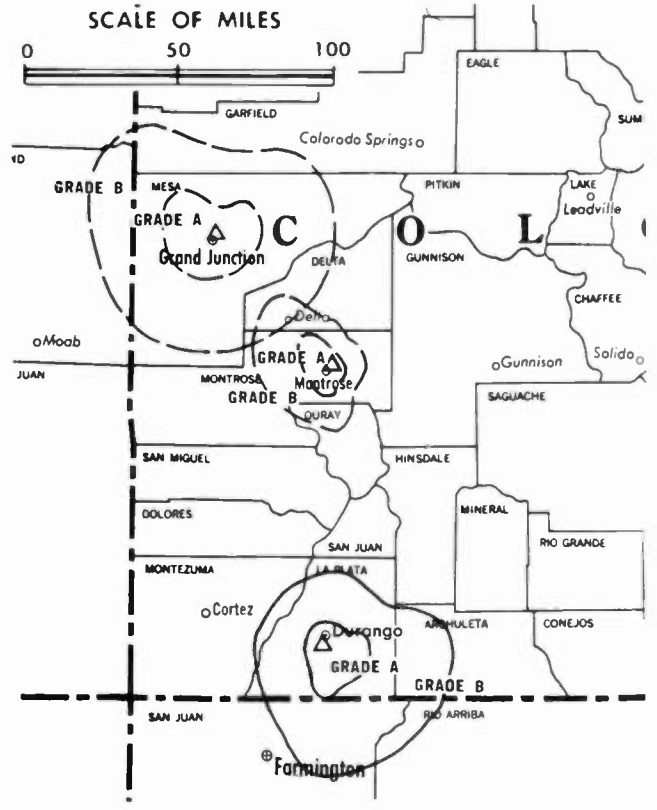 SCALE OF MILES
0 50 100
EAGLE
GARFIELD
SUM
Colorado Springs
ND
GRADE B
MESA
PITKIN
LAKE
Leadville
GRADE A
C O L
Grand Junction
DELTA
GUNNISON
CHAFFEE
Delta
Moab
GRADE A
Gunnison
Salido
JUAN
MONTROSE
Montrose
GRADE B
SAGUACHE
OURAY
SAN MIGUEL
HINSDALE
DOLORES
MINERAL
RIO GRANDE
SAN JUAN
MONTEZUMA
LA PLATA
Cortez
Durango
ARCHULETA
CONEJOS
GRADE A
GRADE B
SAN JUAN
RIO ARRIBA
Farmington